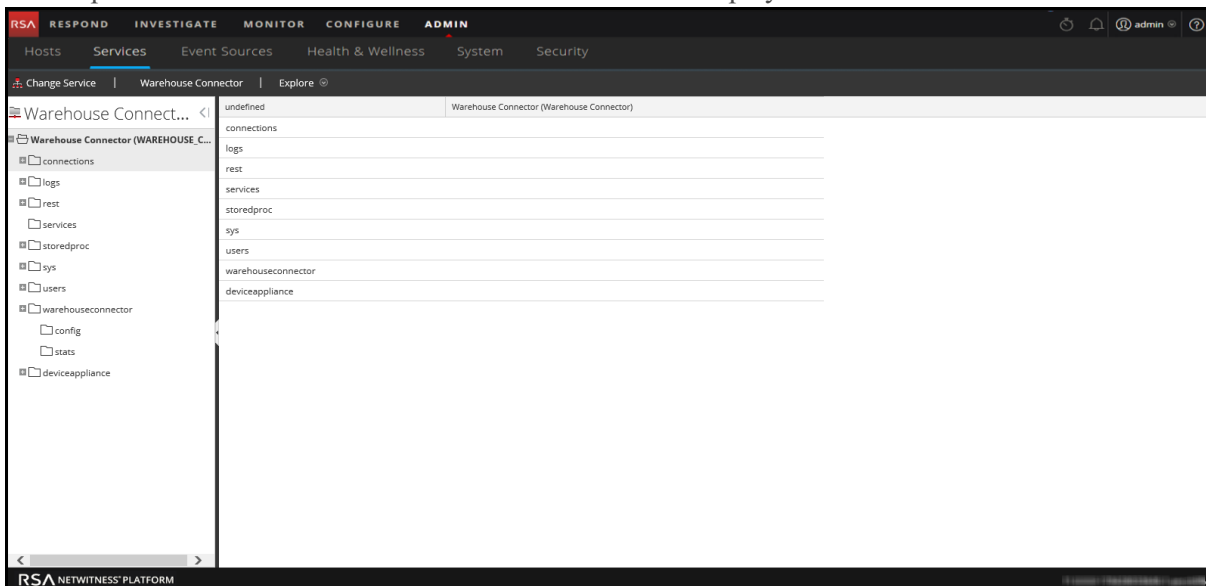 RSA RESPOND INVESTIGATE MONITOR CONFIGURE ADMIN admin
Hosts Services Event Sources Health & Wellness System Security
Change Service | Warehouse Connector | Explore
Warehouse Connect...
Warehouse Connector (WAREHOUSE_C...
connections
logs
rest
services
storedproc
sys
users
warehouseconnector
config
stats
deviceappliance
undefined Warehouse Connector (Warehouse Connector)
connections
logs
rest
services
storedproc
sys
users
warehouseconnector
deviceappliance
RSA NETWITNESS® PLATFORM